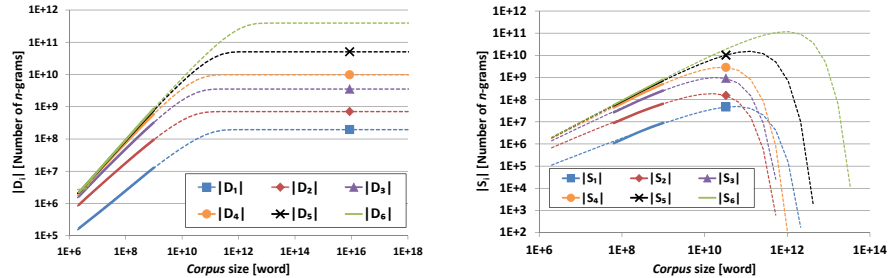 |Dᵢ| [Number of n-grams]
1E+12
1E+11
1E+10
1E+9
1E+8
1E+7
1E+6
1E+5
|D₁| |D₂| |D₃|
|D₄| |D₅| |D₆|
1E+6 1E+8 1E+10 1E+12 1E+14 1E+16 1E+18
Corpus size [word]
|Sᵢ| [Number of n-grams]
1E+12
1E+11
1E+10
1E+9
1E+8
1E+7
1E+6
1E+5
1E+4
1E+3
1E+2
|S₁| |S₂| |S₃|
|S₄| |S₅| |S₆|
1E+6 1E+8 1E+10 1E+12 1E+14
Corpus size [word]